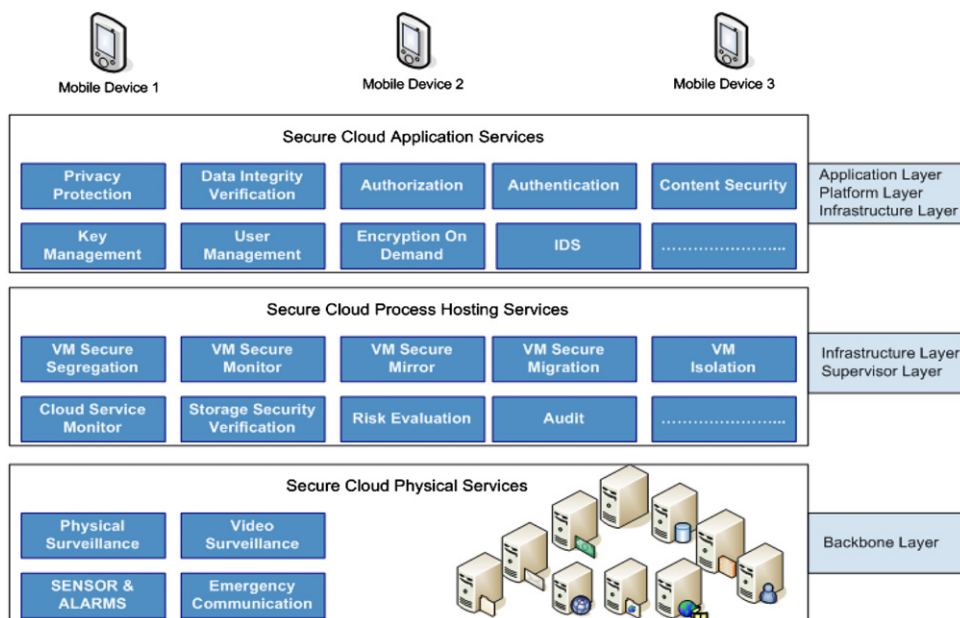 Mobile Device 1
Mobile Device 2
Mobile Device 3
Secure Cloud Application Services
Privacy
Protection
Data Integrity
Verification
Authorization
Authentication
Content Security
Key
Management
User
Management
Encryption On
Demand
IDS
…………………...
Application Layer
Platform Layer
Infrastructure Layer
Secure Cloud Process Hosting Services
VM Secure
Segregation
VM Secure
Monitor
VM Secure
Mirror
VM Secure
Migration
VM
Isolation
Cloud Service
Monitor
Storage Security
Verification
Risk Evaluation
Audit
…………………...
Infrastructure Layer
Supervisor Layer
Secure Cloud Physical Services
Physical
Surveillance
Video
Surveillance
SENSOR &
ALARMS
Emergency
Communication
Backbone Layer